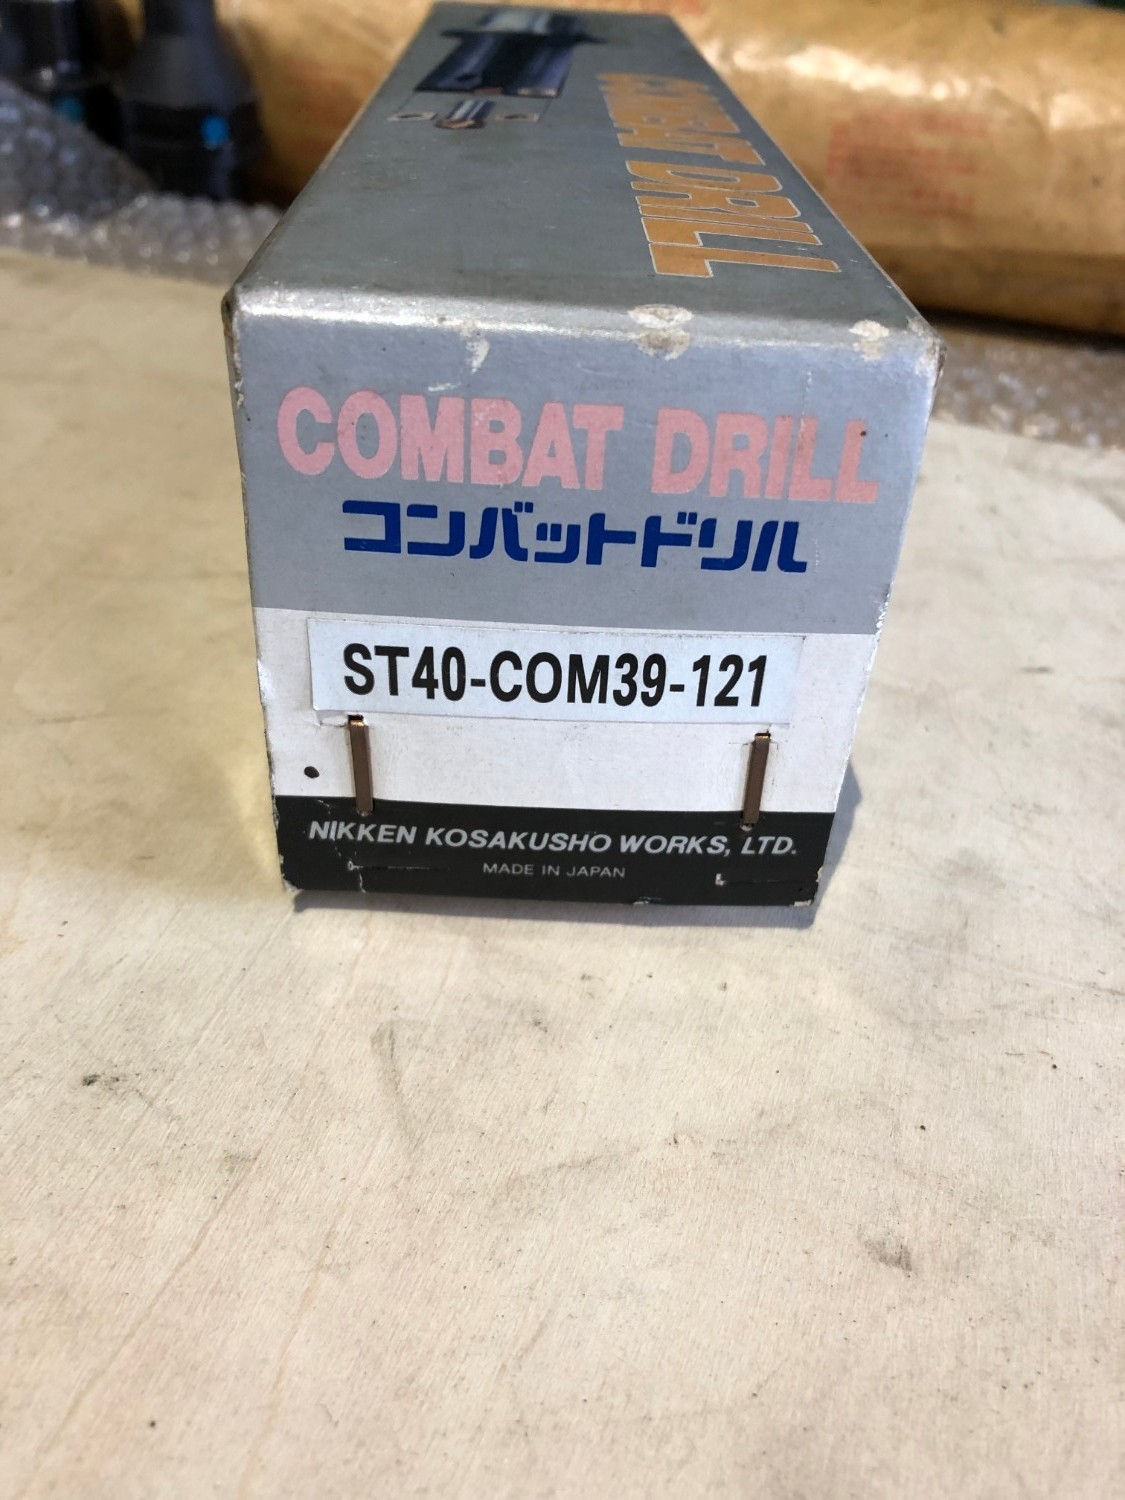 COMBAT DRILL
COMBAT DRILL
コンバットドリル
ST40-COM39-121
NIKKEN KOSAKUSHO WORKS, LTD.
MADE IN JAPAN